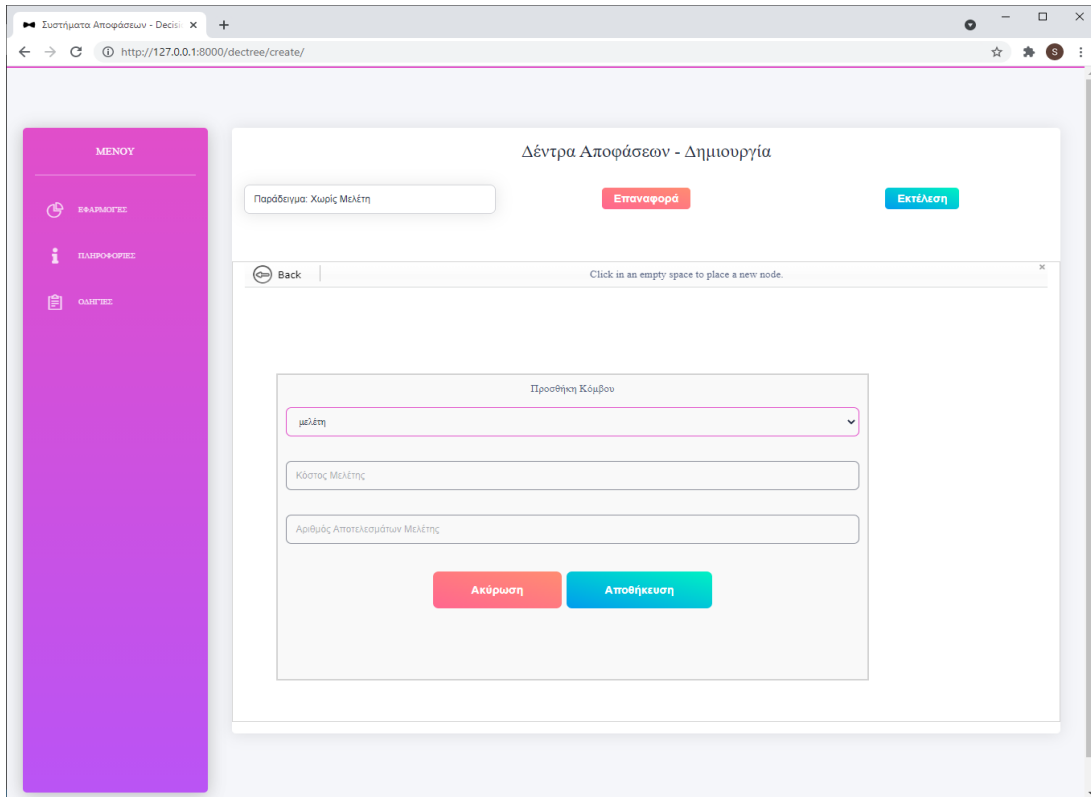 Συστήματα Αποφάσεων - Decisi
http://127.0.0.1:8000/dectree/create/
S
ΜΕΝΟΥ
ΕΦΑΡΜΟΓΕΣ
ΠΛΗΡΟΦΟΡΙΕΣ
ΟΔΗΓΙΕΣ
Δέντρα Αποφάσεων - Δημιουργία
Παράδειγμα: Χωρίς Μελέτη
Επαναφορά
Εκτέλεση
Back
Click in an empty space to place a new node.
Προσθήκη Κόμβου
μελέτη
Κόστος Μελέτης
Αριθμός Αποτελεσμάτων Μελέτης
Ακύρωση
Αποθήκευση